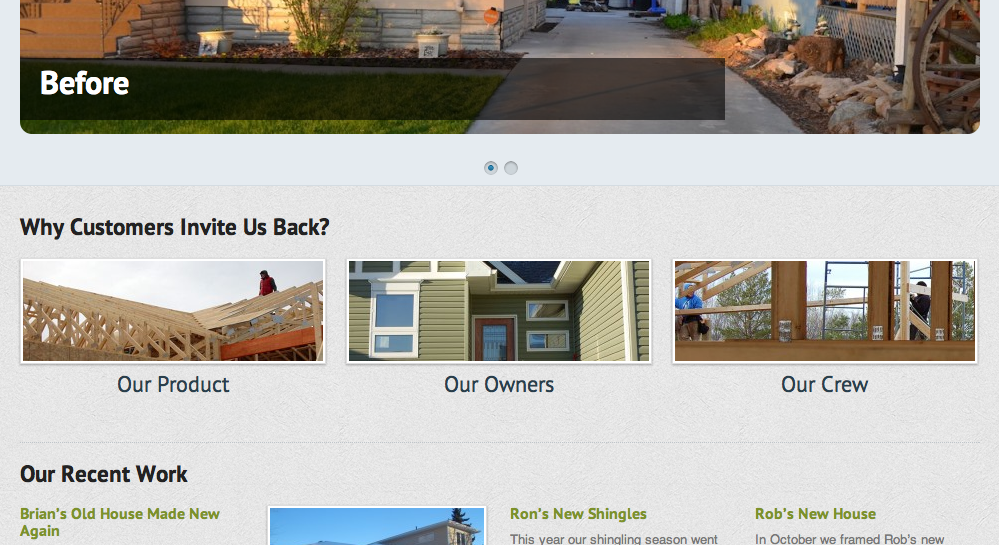 Before
Why Customers Invite Us Back?
Our Product
Our Owners
Our Crew
Our Recent Work
Brian’s Old House Made New
Again
Ron’s New Shingles
This year our shingling season went
Rob’s New House
In October we framed Rob’s new